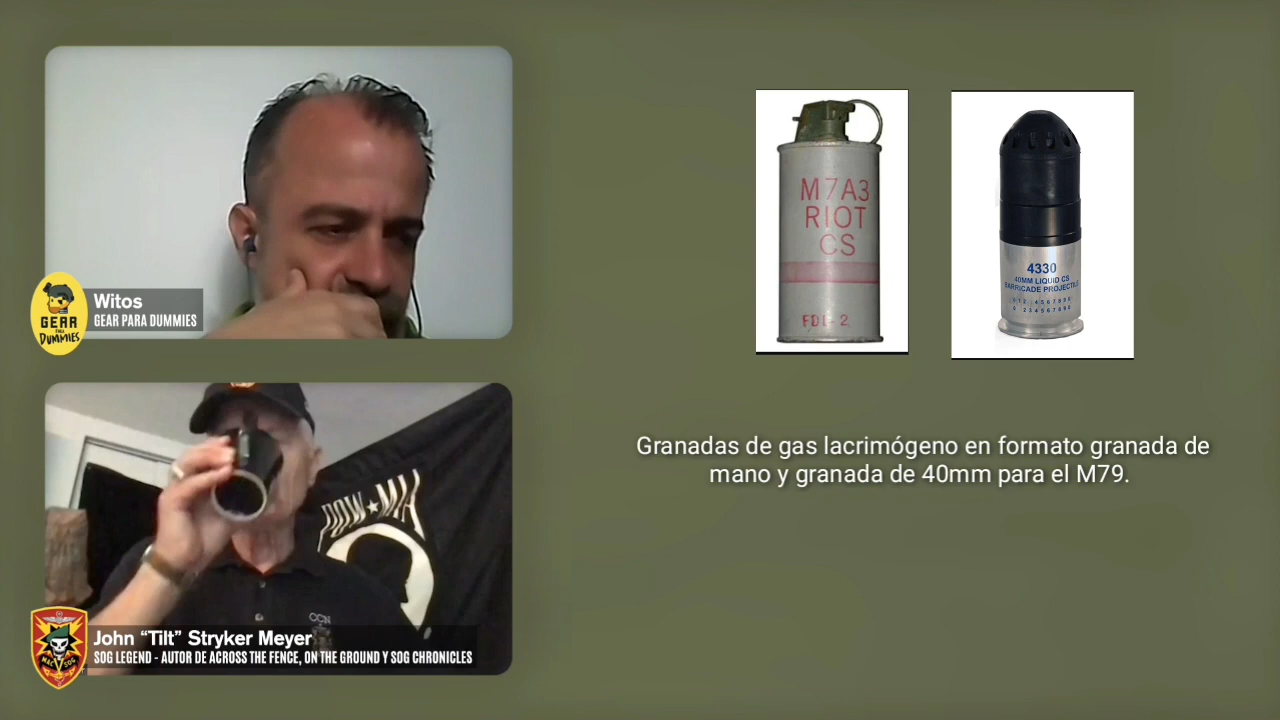 Witos
GEAR PARA DUMMIES
GEAR
PARA
DUMMIES
M7A3
RIOT
CS
4330
40MM LIQUID CS
BARRICADE PROJECTILE
Granadas de gas lacrimógeno en formato granada de
mano y granada de 40mm para el M79.
POW★MIA
CCN
John “Tilt” Stryker Meyer
SOG LEGEND - AUTOR DE ACROSS THE FENCE, ON THE GROUND Y SOG CHRONICLES
MAC V SOG